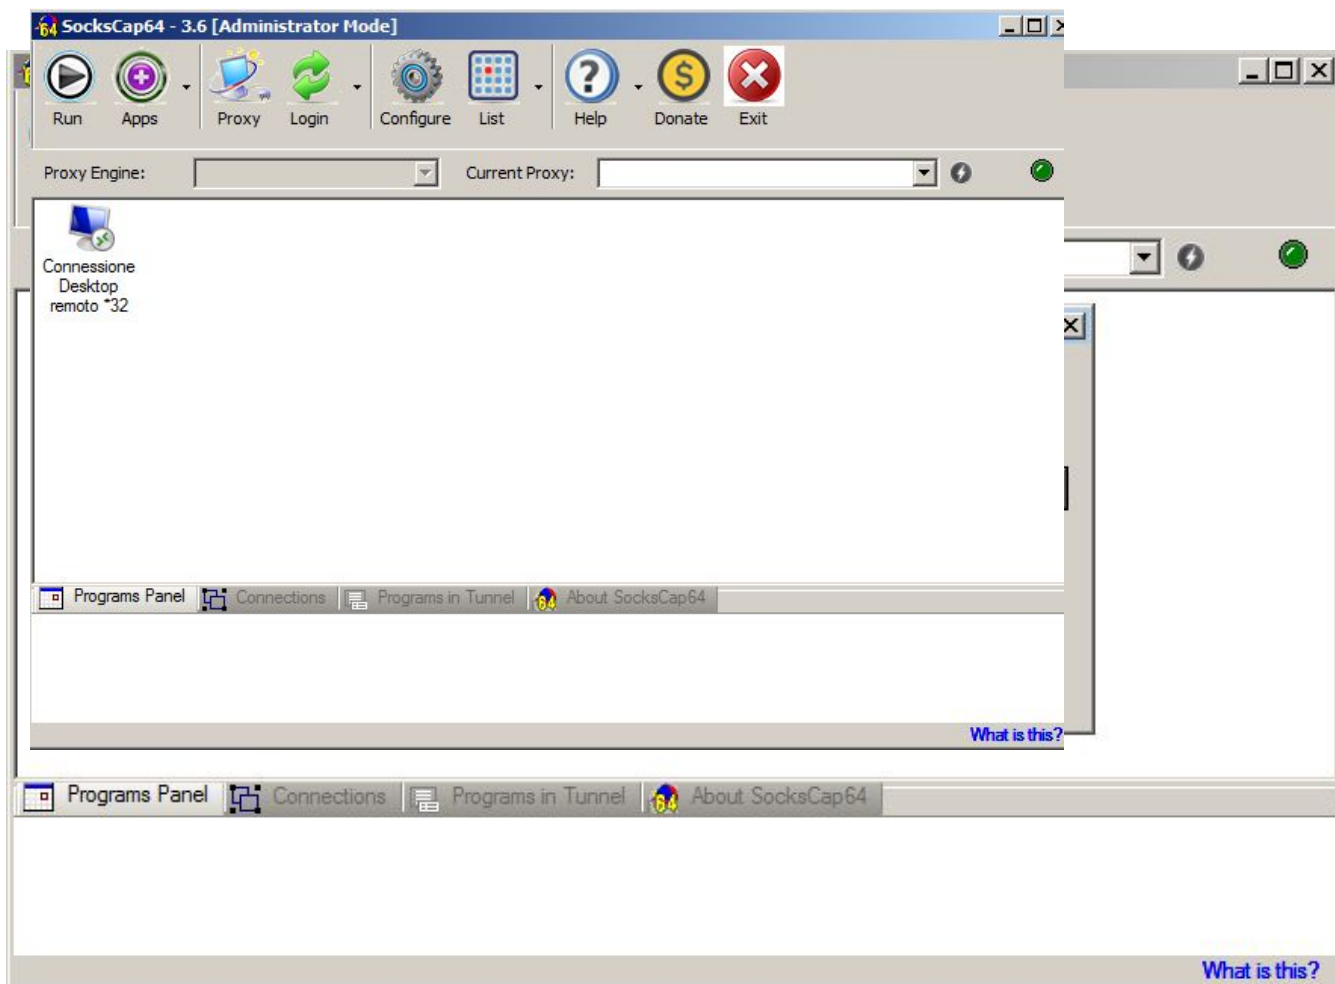 SocksCap64 - 3.6 [Administrator Mode]
Run Apps Proxy Login Configure List Help Donate Exit
Proxy Engine: Current Proxy:
Connessione
Desktop
remoto *32
Programs Panel Connections Programs in Tunnel About SocksCap64
What is this?
Programs Panel Connections Programs in Tunnel About SocksCap64
What is this?